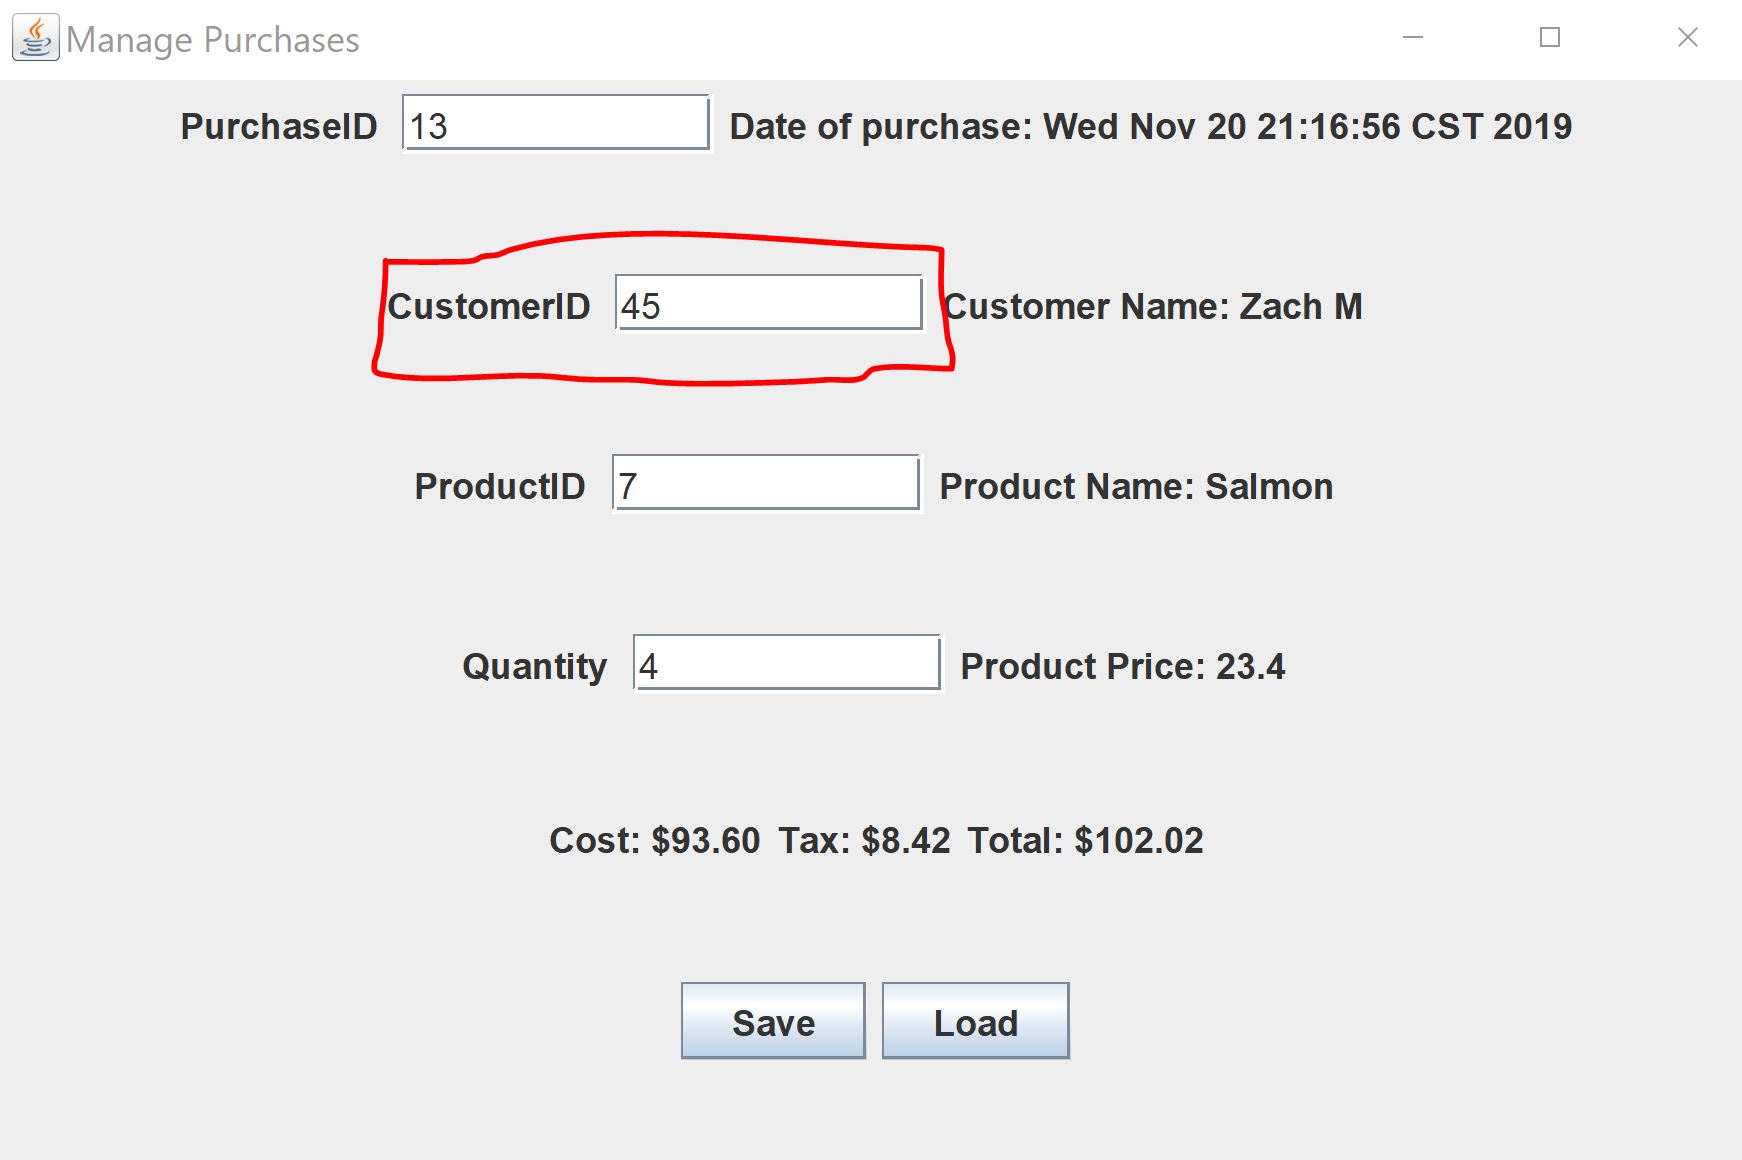 Manage Purchases
PurchaseID 13 Date of purchase: Wed Nov 20 21:16:56 CST 2019
CustomerID 45 Customer Name: Zach M
ProductID 7 Product Name: Salmon
Quantity 4 Product Price: 23.4
Cost: $93.60 Tax: $8.42 Total: $102.02
Save Load